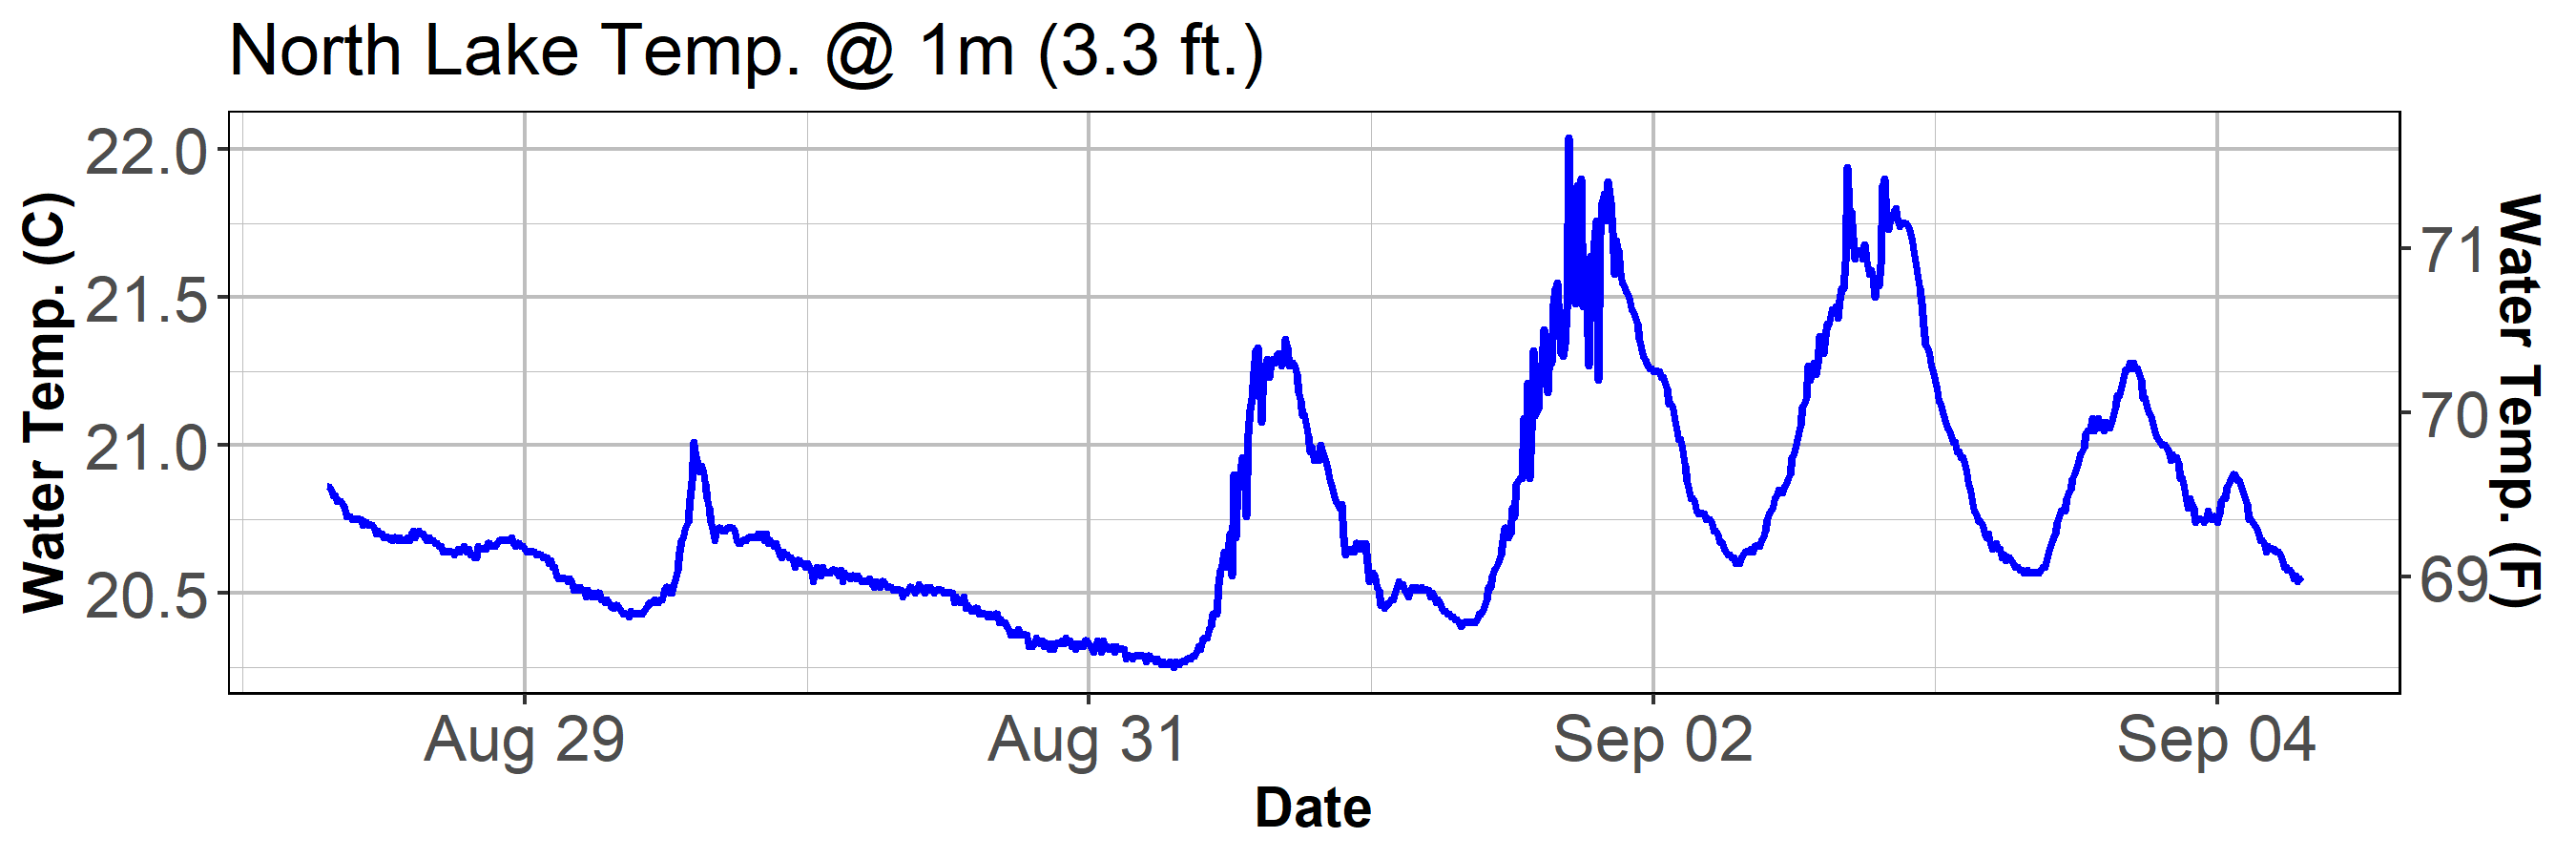 North Lake Temp. @ 1m (3.3 ft.)
Water Temp. (C)
22.0
21.5
21.0
20.5
71
70
69
Water Temp. (F)
Aug 29
Aug 31
Sep 02
Sep 04
Date